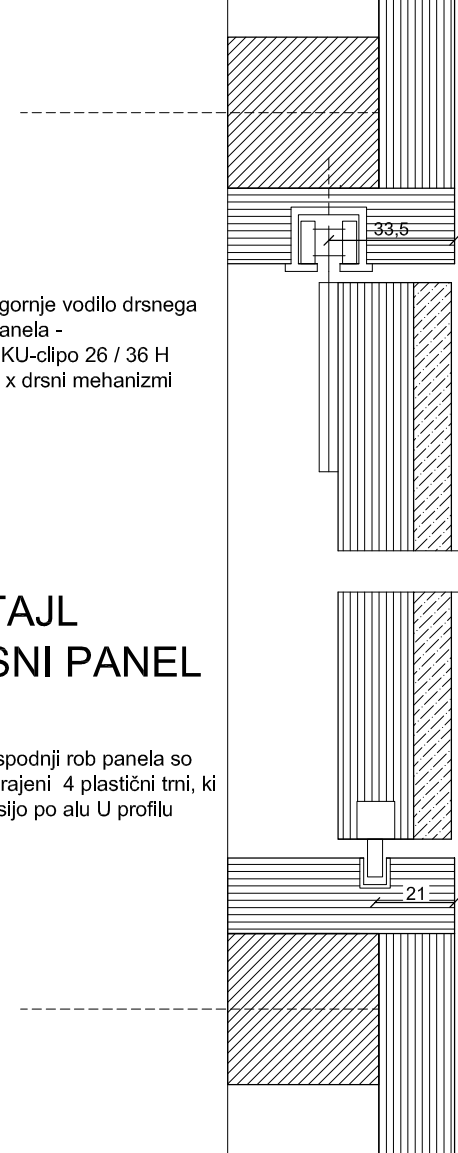 33,5
gornje vodilo drsnega
anela -
KU-clipo 26 / 36 H
x drsni mehanizmi
TAJL
SNI PANEL
spodnji rob panela so
rajeni 4 plastični trni, ki
sijo po alu U profilu
21